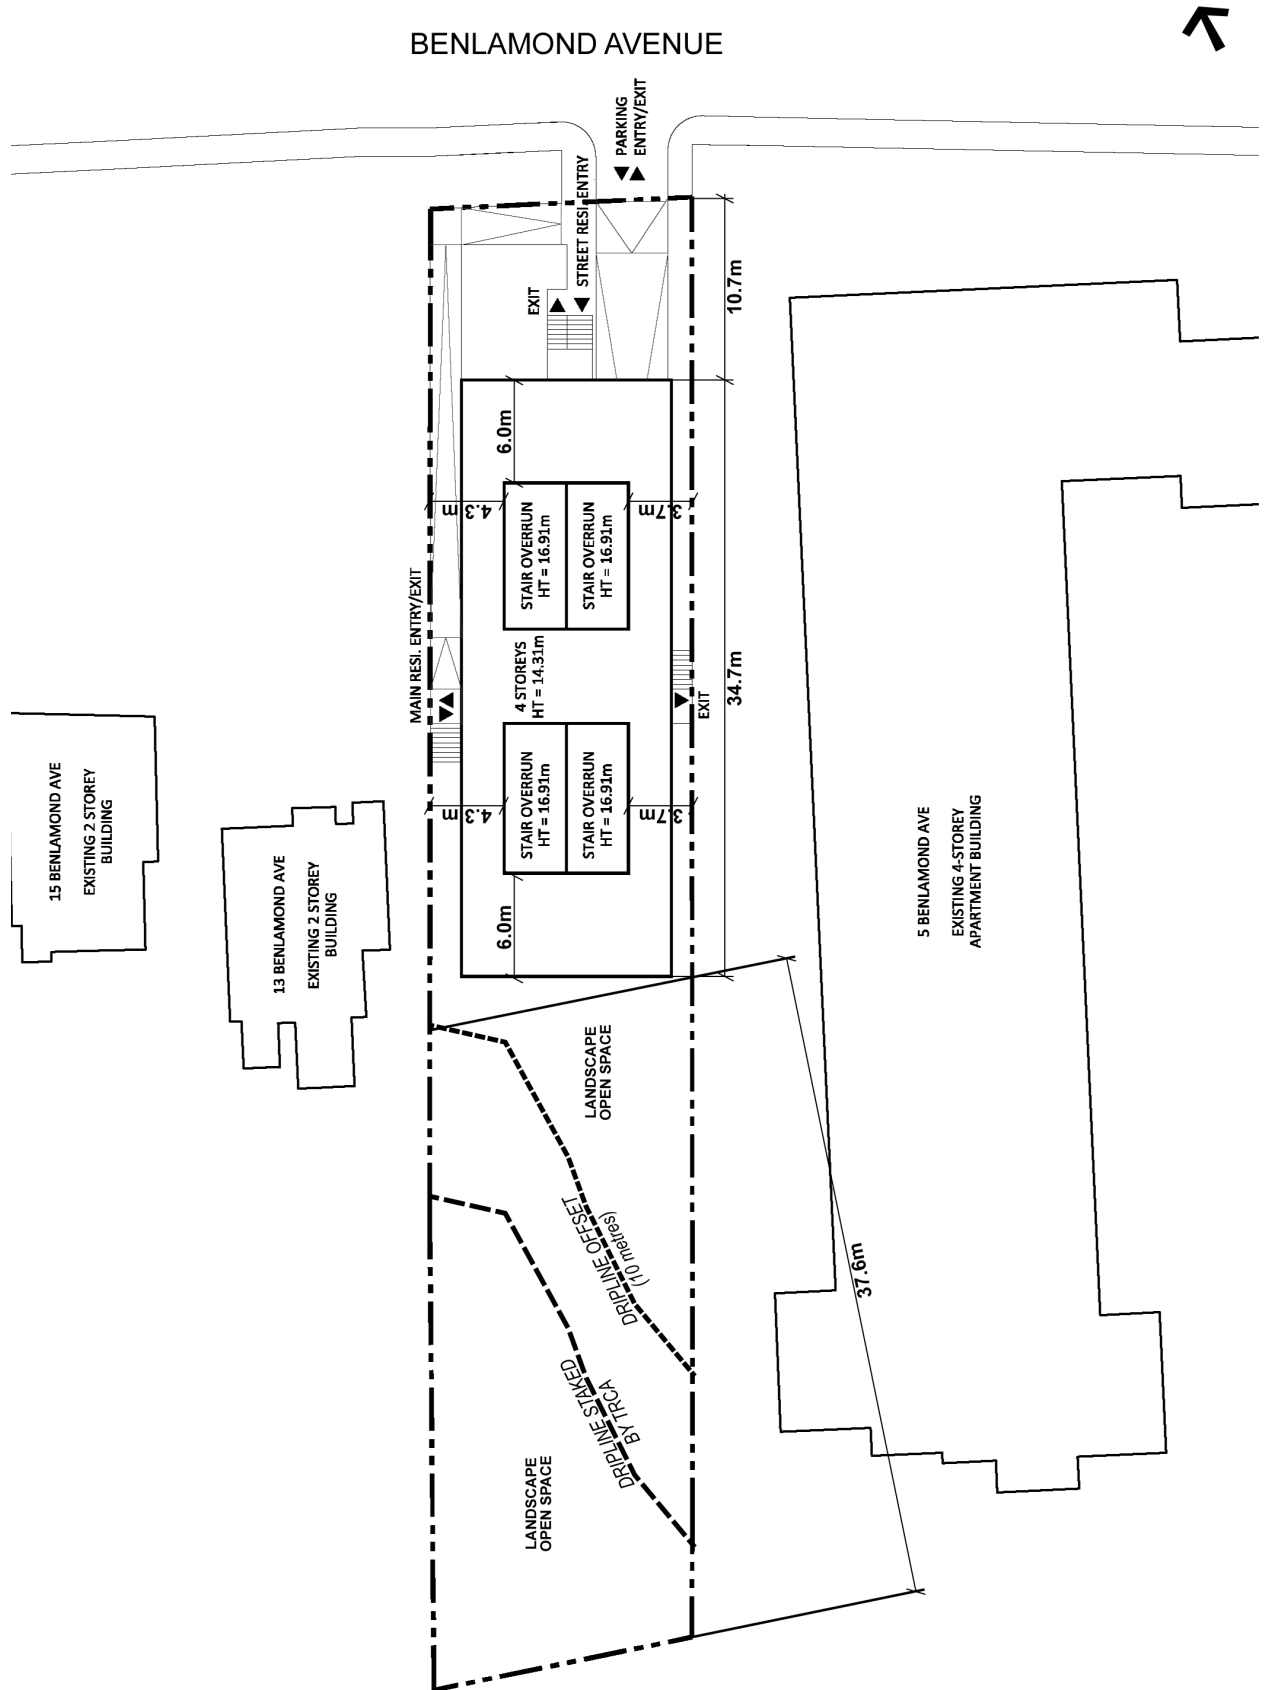 BENLAMOND AVENUE
PARKING
ENTRY/EXIT
STREET RESI. ENTRY
EXIT
10.7m
6.0m
4.3m
3.7m
STAIR OVERRUN
HT = 16.91m
STAIR OVERRUN
HT = 16.91m
MAIN RESI. ENTRY/EXIT
4 STOREYS
HT = 14.31m
34.7m
EXIT
STAIR OVERRUN
HT = 16.91m
STAIR OVERRUN
HT = 16.91m
4.3m
3.7m
6.0m
15 BENLAMOND AVE
EXISTING 2 STOREY
BUILDING
13 BENLAMOND AVE
EXISTING 2 STOREY
BUILDING
5 BENLAMOND AVE
EXISTING 4-STOREY
APARTMENT BUILDING
LANDSCAPE
OPEN SPACE
DRIPLINE OFFSET
(10 metres)
37.6m
DRIPLINE STAKED
BY TRCA
LANDSCAPE
OPEN SPACE